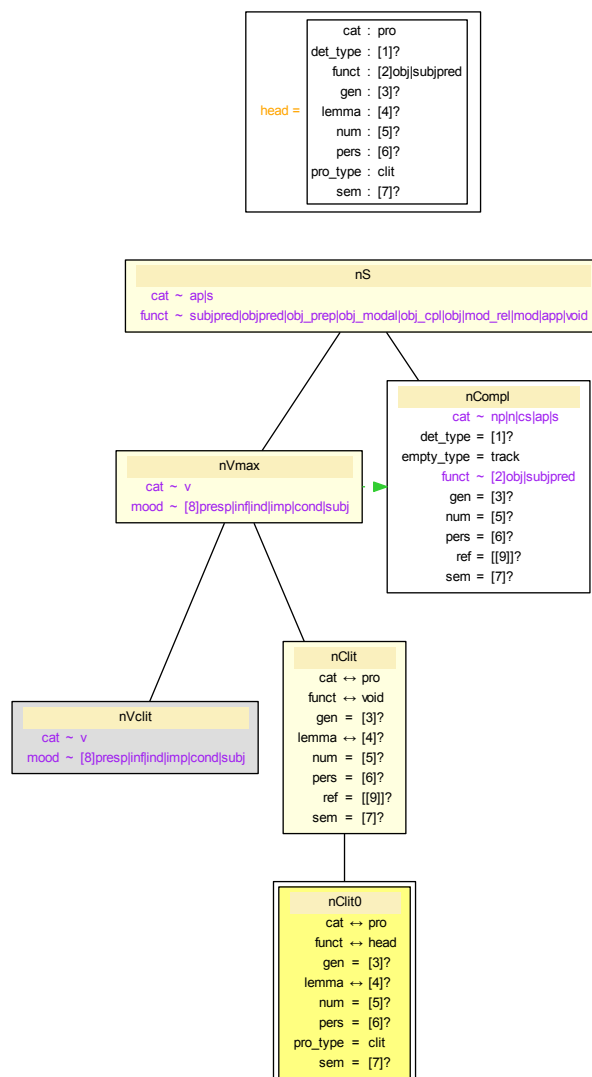 cat : pro
det_type : [1]?
funct : [2]obj|subjpred
gen : [3]?
head =
lemma : [4]?
num : [5]?
pers : [6]?
pro_type : clit
sem : [7]?
nS
cat ~ ap|s
funct ~ subjpred|objpred|obj_prep|obj_modal|obj_cpl|obj|mod_rel|mod|app|void
nCompl
cat ~ np|n|cs|ap|s
det_type = [1]?
empty_type = track
funct ~ [2]obj|subjpred
gen = [3]?
num = [5]?
pers = [6]?
ref = [[9]]?
sem = [7]?
nVmax
cat ~ v
mood ~ [8]presp|inf|ind|imp|cond|subj
nClit
cat ↔ pro
funct ↔ void
gen = [3]?
lemma ↔ [4]?
num = [5]?
pers = [6]?
ref = [[9]]?
sem = [7]?
nVclit
cat ~ v
mood ~ [8]presp|inf|ind|imp|cond|subj
nClit0
cat ↔ pro
funct ↔ head
gen = [3]?
lemma ↔ [4]?
num = [5]?
pers = [6]?
pro_type = clit
sem = [7]?